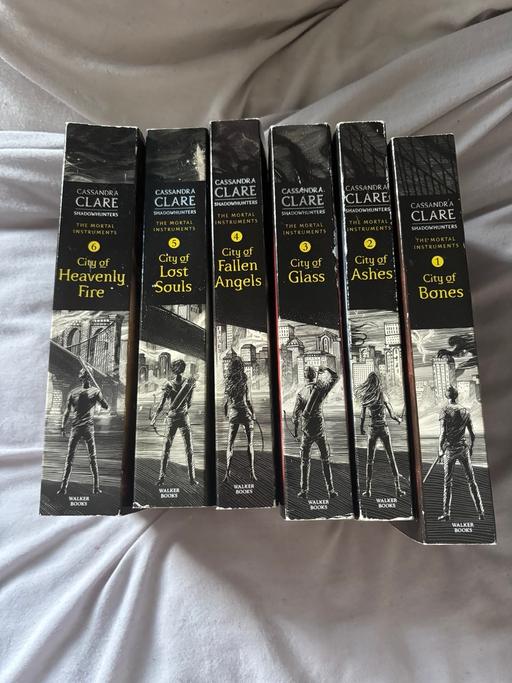 CASSANDRA
CLARE
SHADOWHUNTERS
THE MORTAL
INSTRUMENTS
6
City of
Heavenly
Fire
WALKER
BOOKS
CASSANDRA
CLARE
SHADOWHUNTERS
THE MORTAL
INSTRUMENTS
5
City of
Lost
Souls
WALKER
BOOKS
CASSANDRA
CLARE
SHADOWHUNTERS
THE MORTAL
INSTRUMENTS
4
City of
Fallen
Angels
WALKER
BOOKS
CASSANDRA
CLARE
SHADOWHUNTERS
THE MORTAL
INSTRUMENTS
3
City of
Glass
WALKER
BOOKS
CASSANDRA
CLARE
SHADOWHUNTERS
THE MORTAL
INSTRUMENTS
2
City of
Ashes
WALKER
BOOKS
CASSANDRA
CLARE
SHADOWHUNTERS
THE MORTAL
INSTRUMENTS
1
City of
Bones
WALKER
BOOKS